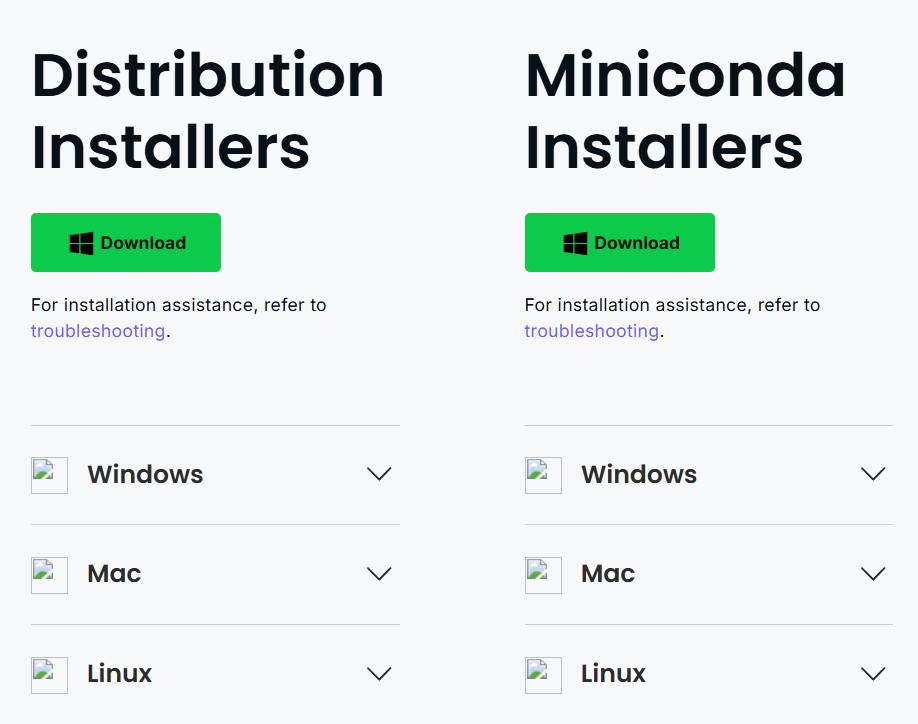 Distribution
Installers
Download
For installation assistance, refer to
troubleshooting.
Windows
Mac
Linux
Miniconda
Installers
Download
For installation assistance, refer to
troubleshooting.
Windows
Mac
Linux